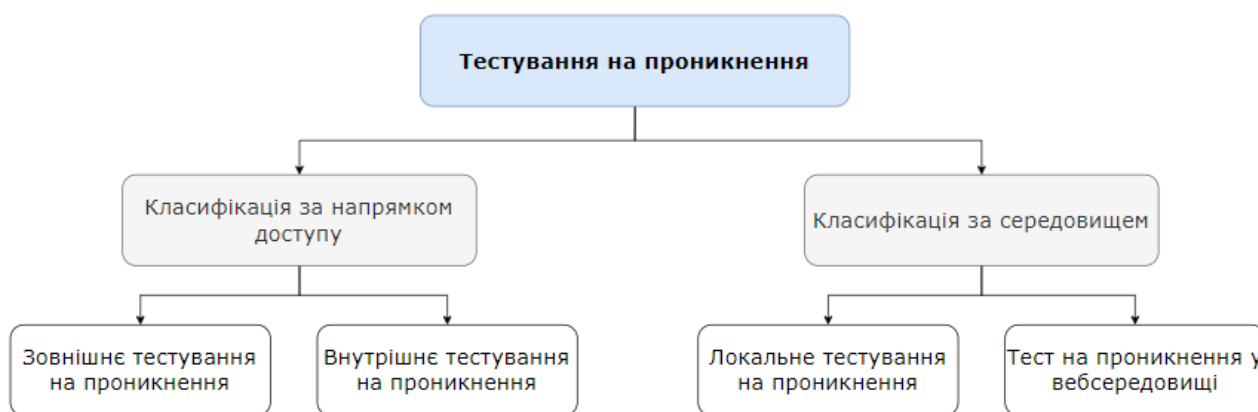 Тестування на проникнення
Класифікація за напрямком
доступу
Класифікація за середовищем
Зовнішнє тестування
на проникнення
Внутрішнє тестування
на проникнення
Локальне тестування
на проникнення
Тест на проникнення у
вебсередовищі